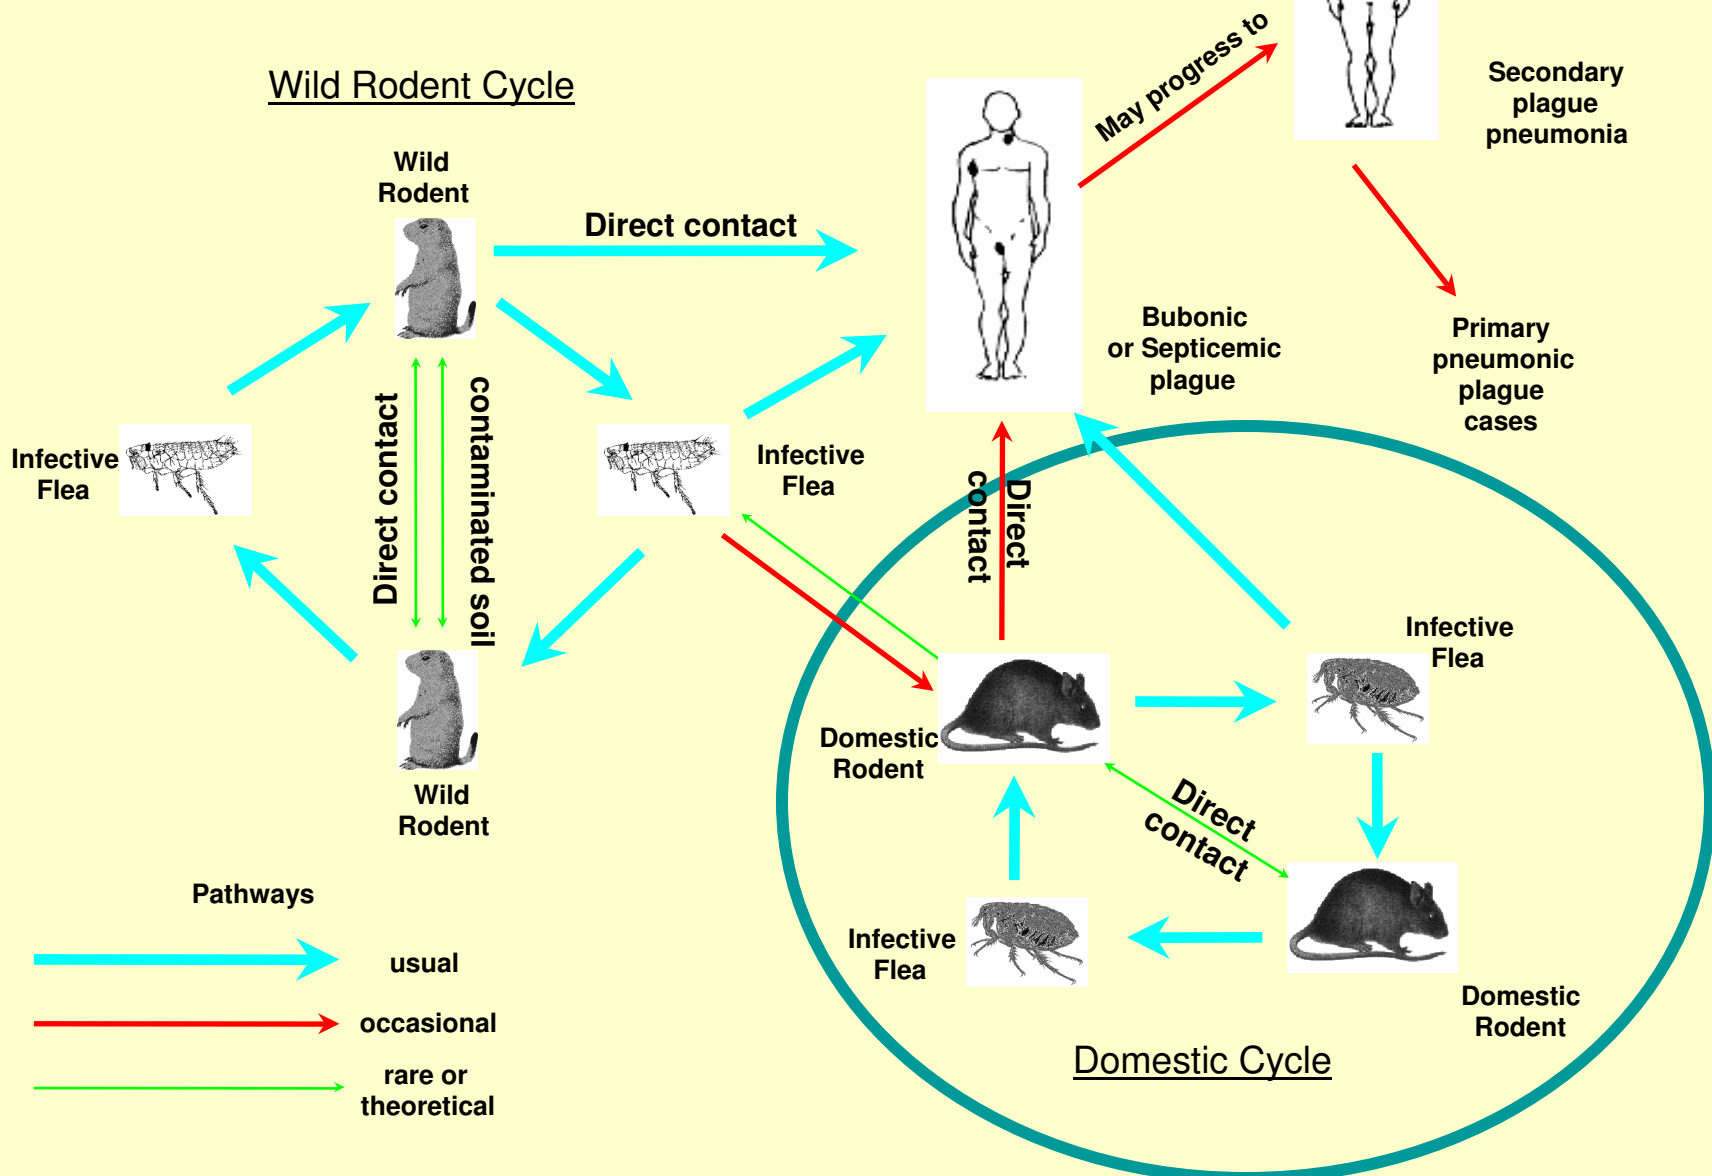 Wild Rodent Cycle
May progress to
Secondary
plague
pneumonia
Wild
Rodent
Direct contact
Bubonic
or Septicemic
plague
Primary
pneumonic
plague
cases
Infective
Flea
Direct contact
contaminated soil
Infective
Flea
Direct
contact
Infective
Flea
Domestic
Rodent
Wild
Rodent
Direct
contact
Pathways
usual
occasional
rare or
theoretical
Infective
Flea
Domestic
Rodent
Domestic Cycle